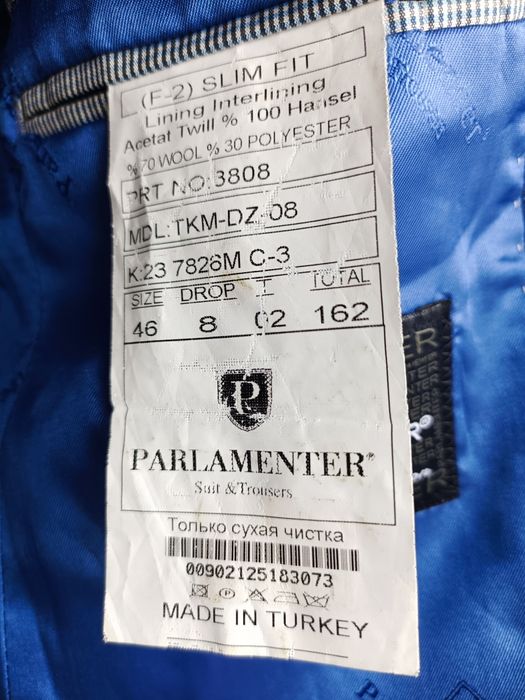 (F-2) SLIM FIT
Lining Interlining
Acetat Twill % 100 Hansel
% 70 WOOL % 30 POLYESTER
PRT NO:3808
MDL:TKM-DZ-08
K:23 7826M C-3
SIZE DROP T TOTAL
46 8 02 162
P
PARLAMENTER®
Suit & Trousers
Только сухая чистка
00902125183073
P
MADE IN TURKEY
ER
R®